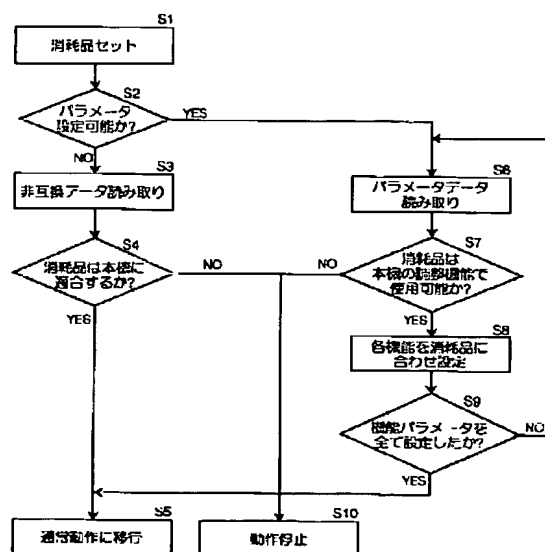 S1
消耗品セット
S2
パラメータ
設定可能か?
YES
NO
S3
非互換データ読み取り
S4
消耗品は本機に
適合するか?
NO
YES
S6
パラメータデータ
読み取り
S7
消耗品は
本機の調整機能で
使用可能か?
NO
YES
S8
各機能を消耗品に
合わせ設定
S9
機能パラメータを
全て設定したか?
NO
YES
S5
通常動作に移行
S10
動作停止